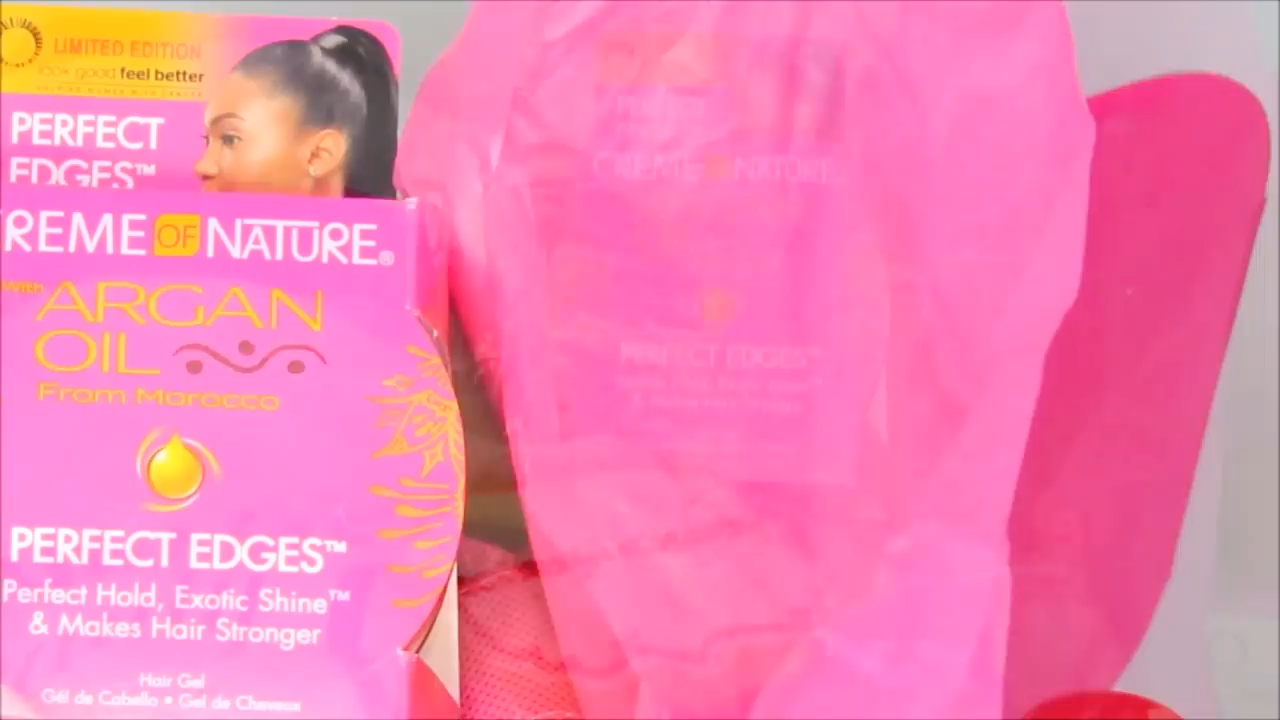 LIMITED EDITION
look good feel better
PERFECT
EDGES™
REME OF NATURE®
With ARGAN
OIL
From Morocco
PERFECT EDGES™
Perfect Hold, Exotic Shine™
& Makes Hair Stronger
Hair Gel
Gel de Cabello • Gel de Cheveux
CREME OF NATURE
PERFECT EDGES™